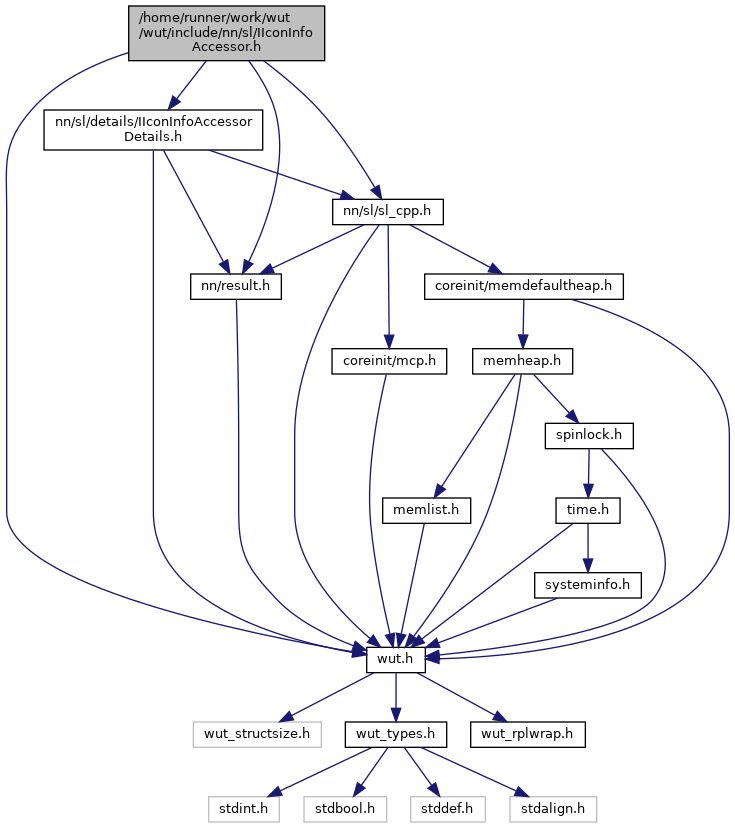 /home/runner/work/wut
/wut/include/nn/sl/IIconInfo
Accessor.h
nn/sl/details/IIconInfoAccessor
Details.h
nn/sl/sl_cpp.h
nn/result.h
coreinit/memdefaultheap.h
coreinit/mcp.h
memheap.h
spinlock.h
memlist.h
time.h
systeminfo.h
wut.h
wut_structsize.h
wut_types.h
wut_rplwrap.h
stdint.h
stdbool.h
stddef.h
stdalign.h